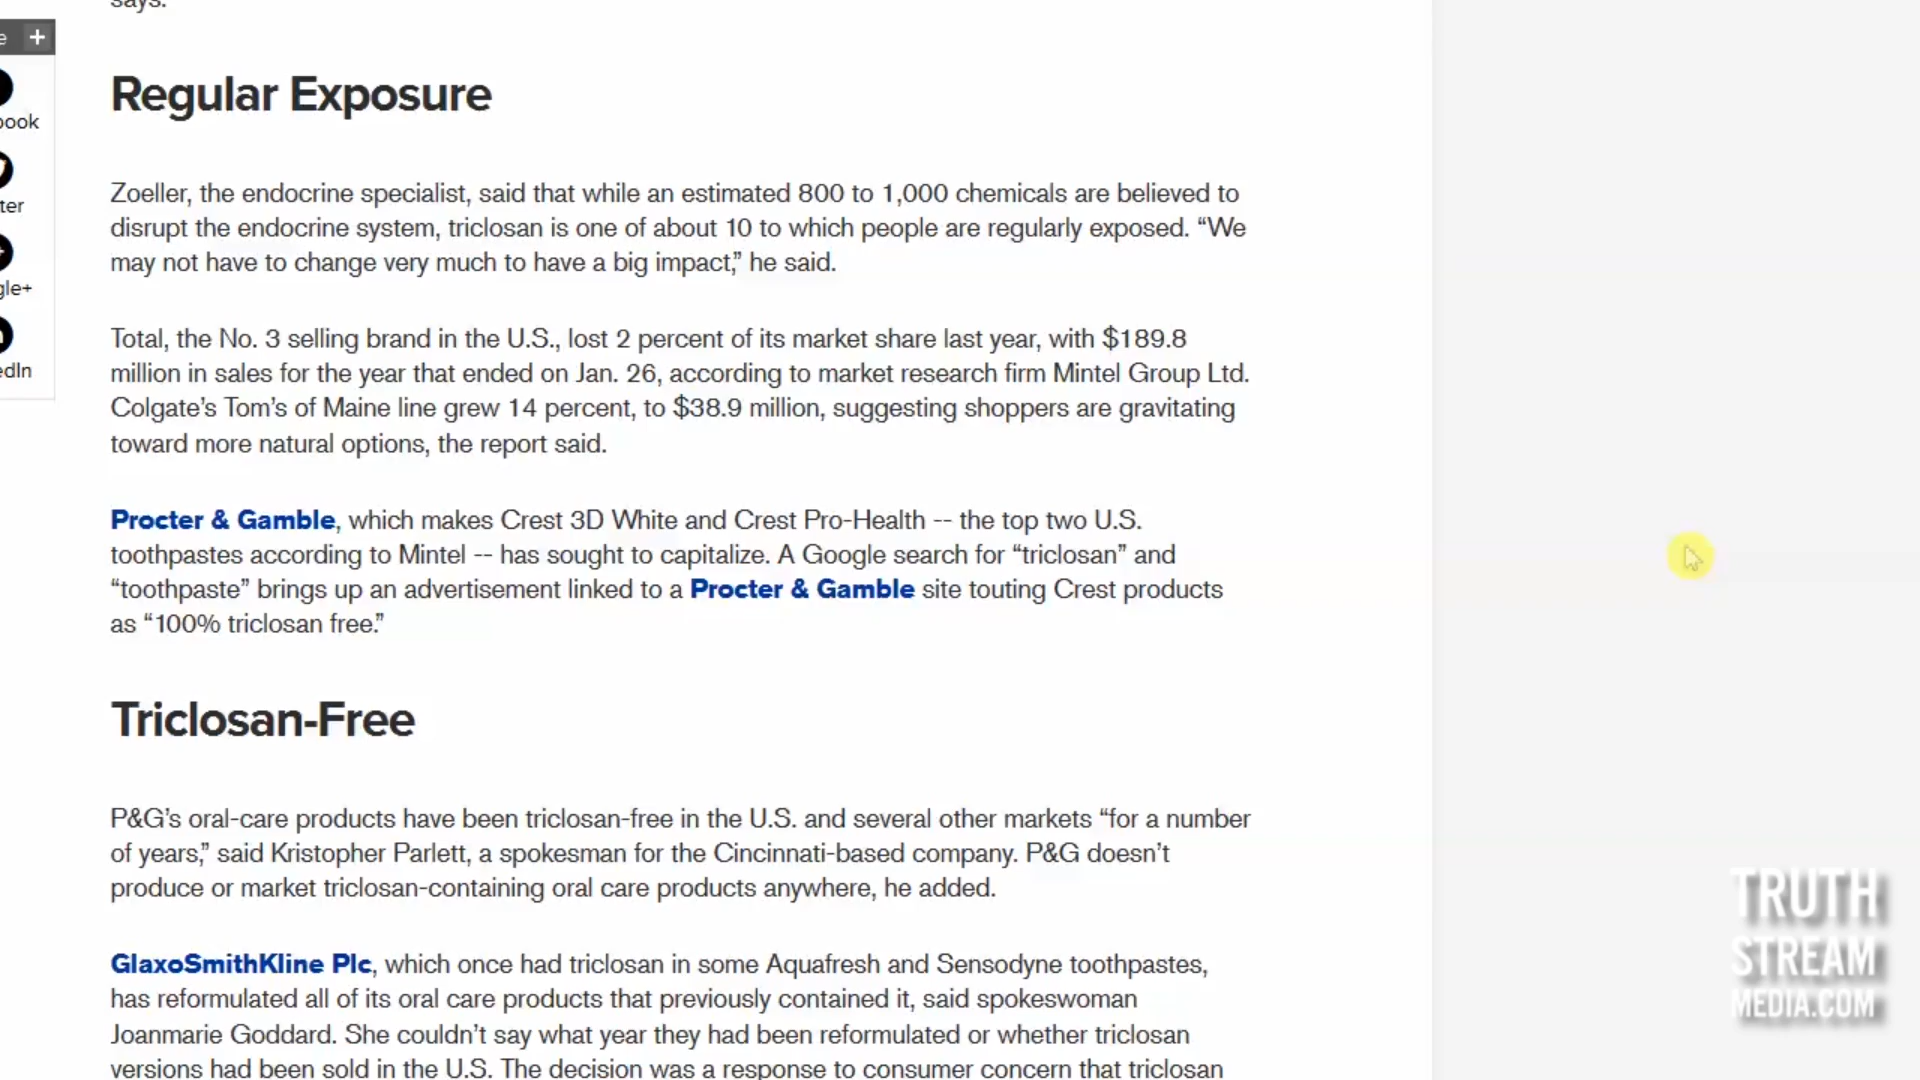 says.
e +
Regular Exposure
book
Zoeller, the endocrine specialist, said that while an estimated 800 to 1,000 chemicals are believed to
ter
disrupt the endocrine system, triclosan is one of about 10 to which people are regularly exposed. “We
may not have to change very much to have a big impact,” he said.
gle+
Total, the No. 3 selling brand in the U.S., lost 2 percent of its market share last year, with $189.8
edIn
million in sales for the year that ended on Jan. 26, according to market research firm Mintel Group Ltd.
Colgate’s Tom’s of Maine line grew 14 percent, to $38.9 million, suggesting shoppers are gravitating
toward more natural options, the report said.
Procter & Gamble, which makes Crest 3D White and Crest Pro-Health -- the top two U.S.
toothpastes according to Mintel -- has sought to capitalize. A Google search for “triclosan” and
“toothpaste” brings up an advertisement linked to a Procter & Gamble site touting Crest products
as “100% triclosan free.”
Triclosan-Free
P&G’s oral-care products have been triclosan-free in the U.S. and several other markets “for a number
of years,” said Kristopher Parlett, a spokesman for the Cincinnati-based company. P&G doesn’t
produce or market triclosan-containing oral care products anywhere, he added.
GlaxoSmithKline Plc, which once had triclosan in some Aquafresh and Sensodyne toothpastes,
has reformulated all of its oral care products that previously contained it, said spokeswoman
Joanmarie Goddard. She couldn’t say what year they had been reformulated or whether triclosan
versions had been sold in the U.S. The decision was a response to consumer concern that triclosan
TRUTH
STREAM
MEDIA.COM